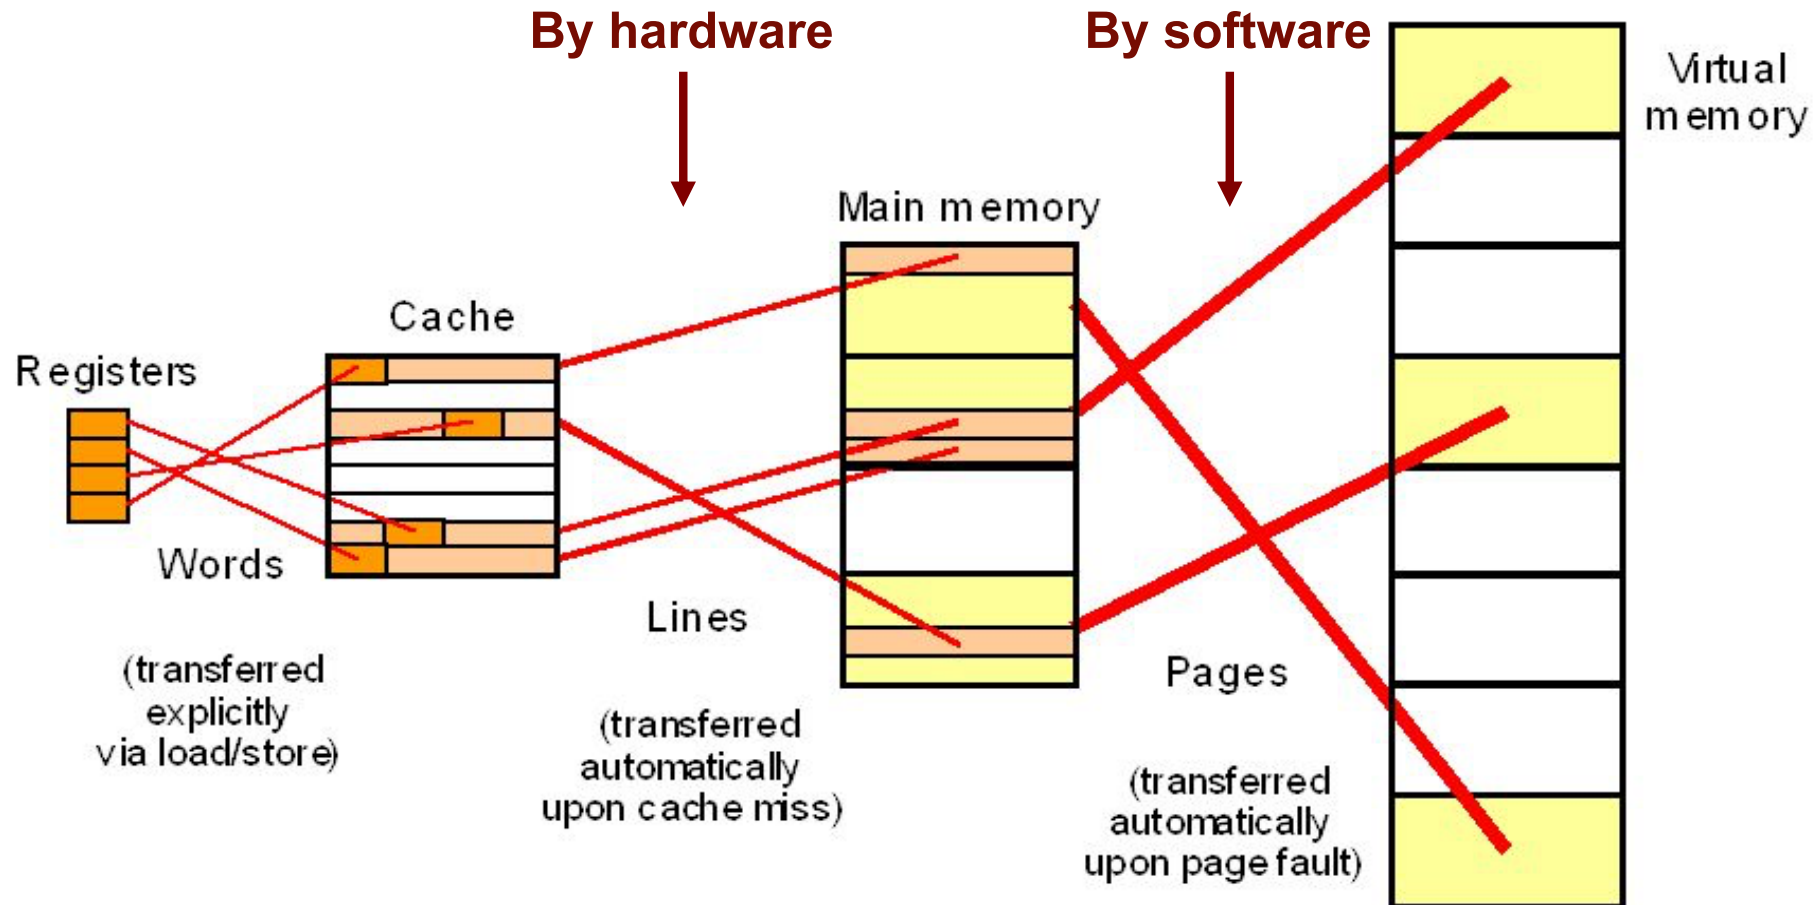 By hardware
By software
Virtual
memory
Main memory
Cache
Registers
Words
Lines
Pages
(transferred
explicitly
via load/store)
(transferred
automatically
upon cache miss)
(transferred
automatically
upon page fault)